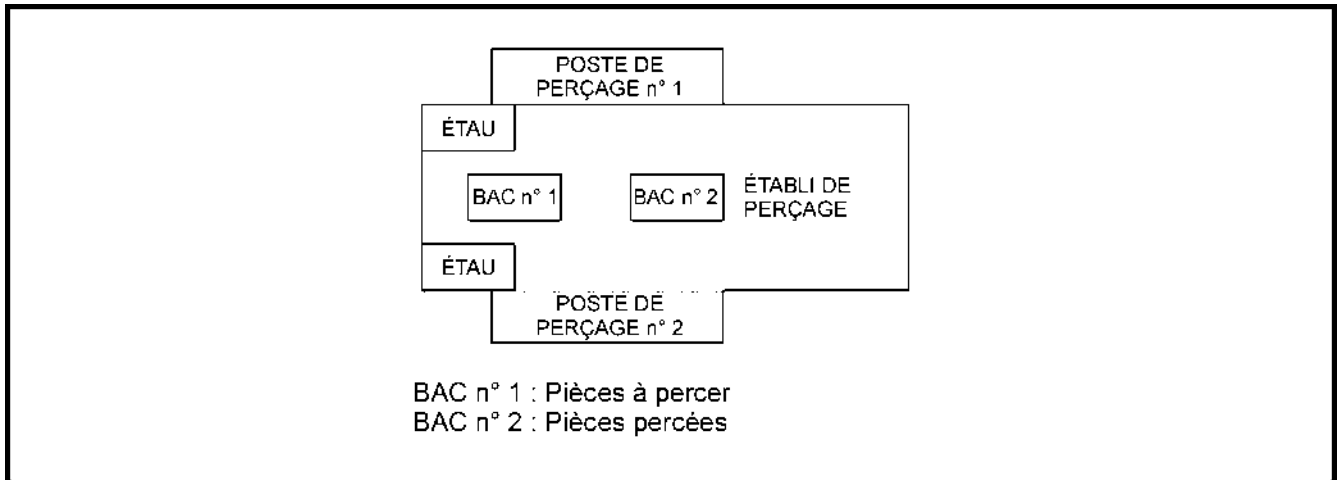 POSTE DE
PERÇAGE n° 1
ÉTAU
BAC n° 1
BAC n° 2
ÉTABLI DE
PERÇAGE
ÉTAU
POSTE DE
PERÇAGE n° 2
BAC n° 1 : Pièces à percer
BAC n° 2 : Pièces percées